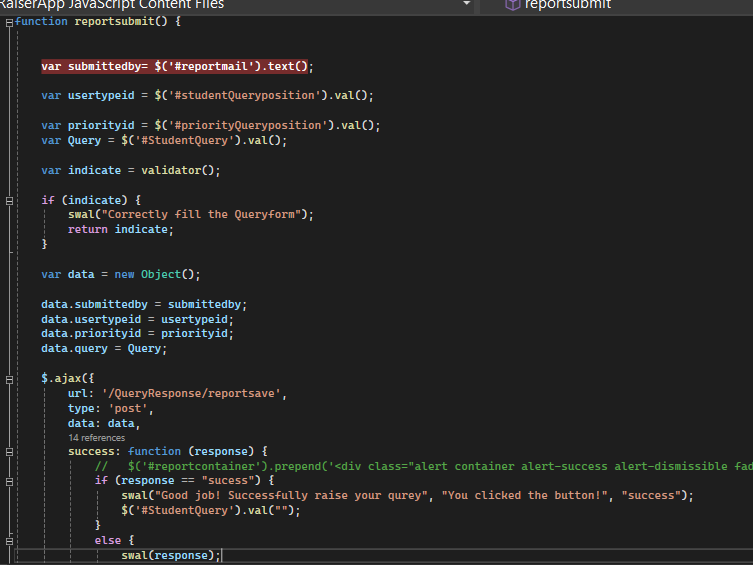 RaiserApp JavaScript Content Files reportsubmit
function reportsubmit() {
var submittedby= $('#reportmail').text();
var usertypeid = $('#studentQueryposition').val();
var priorityid = $('#priorityQueryposition').val();
var Query = $('#StudentQuery').val();
var indicate = validator();
if (indicate) {
swal("Correctly fill the Queryform");
return indicate;
}
var data = new Object();
data.submittedby = submittedby;
data.usertypeid = usertypeid;
data.priorityid = priorityid;
data.query = Query;
$.ajax({
url: '/QueryResponse/reportsave',
type: 'post',
data: data,
14 references
success: function (response) {
// $('#reportcontainer').prepend('<div class="alert container alert-success alert-dismissible fad
if (response == "sucess") {
swal("Good job! Successfully raise your qurey", "You clicked the button!", "success");
$('#StudentQuery').val("");
}
else {
swal(response);